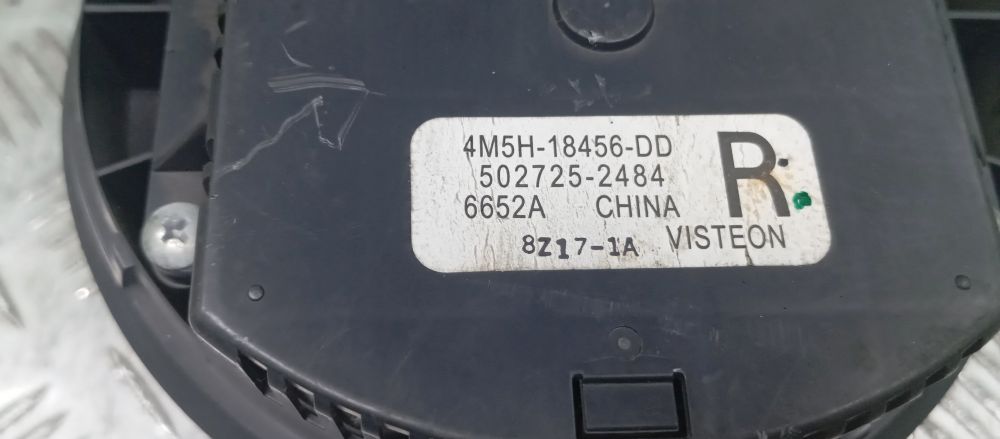 4M5H-18456-DD
502725-2484
6652A CHINA
8Z17-1A VISTEON
R